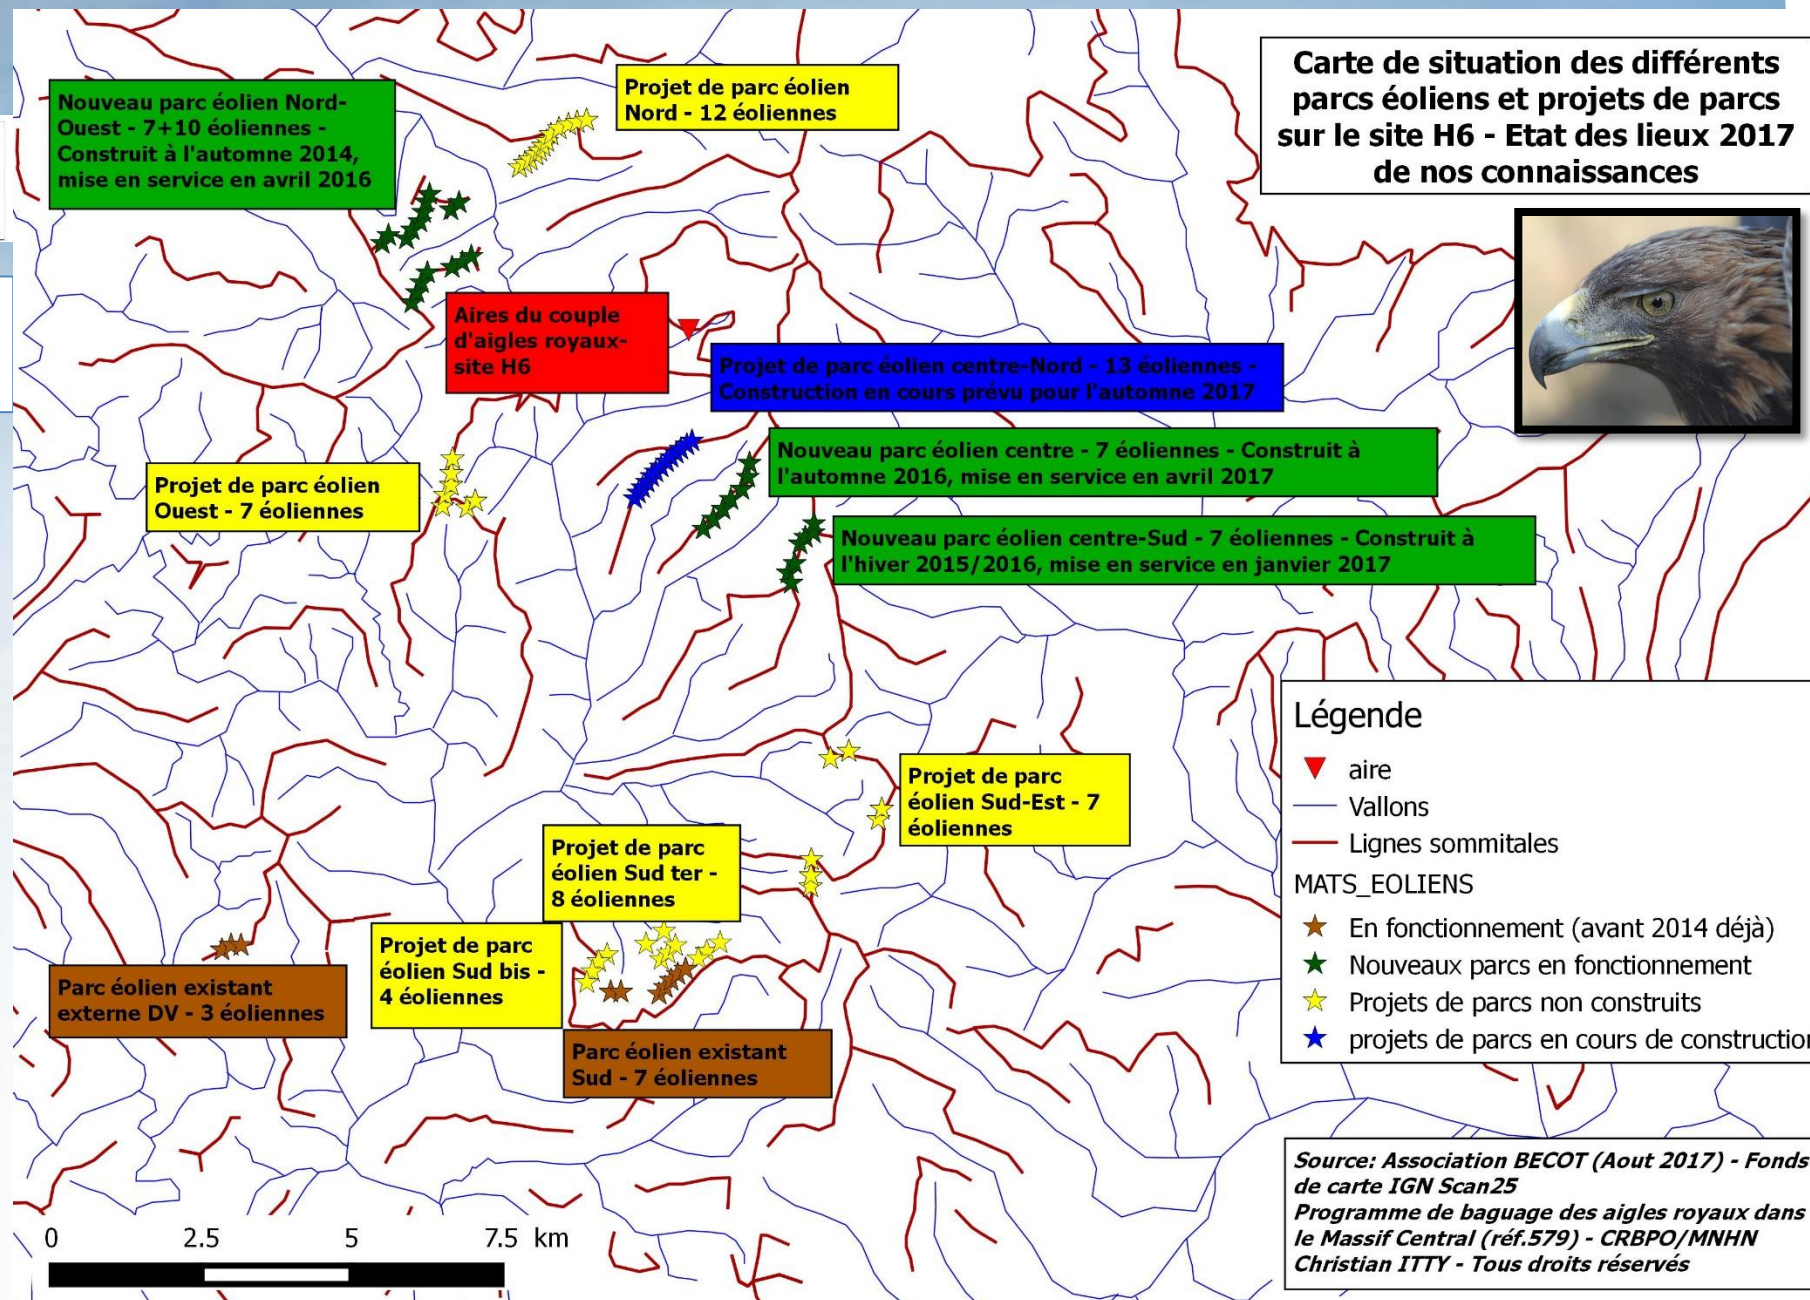 Carte de situation des différents
parcs éoliens et projets de parcs
sur le site H6 - Etat des lieux 2017
de nos connaissances
Nouveau parc éolien Nord-
Ouest - 7+10 éoliennes -
Construit à l'automne 2014,
mise en service en avril 2016
Projet de parc éolien
Nord - 12 éoliennes
Aires du couple
d'aigles royaux-
site H6
Projet de parc éolien centre-Nord - 13 éoliennes -
Construction en cours prévu pour l'automne 2017
Nouveau parc éolien centre - 7 éoliennes - Construit à
l'automne 2016, mise en service en avril 2017
Projet de parc éolien
Ouest - 7 éoliennes
Nouveau parc éolien centre-Sud - 7 éoliennes - Construit à
l'hiver 2015/2016, mise en service en janvier 2017
Projet de parc
éolien Sud-Est - 7
éoliennes
Projet de parc
éolien Sud ter -
8 éoliennes
Projet de parc
éolien Sud bis -
4 éoliennes
Parc éolien existant
externe DV - 3 éoliennes
Parc éolien existant
Sud - 7 éoliennes
Légende
aire
Vallons
Lignes sommitales
MATS_EOLIENS
En fonctionnement (avant 2014 déjà)
Nouveaux parcs en fonctionnement
Projets de parcs non construits
projets de parcs en cours de construction
Source: Association BECOT (Aout 2017) - Fonds
de carte IGN Scan25
Programme de baguage des aigles royaux dans
le Massif Central (réf.579) - CRBPO/MNHN
Christian ITTY - Tous droits réservés
0 2.5 5 7.5 km